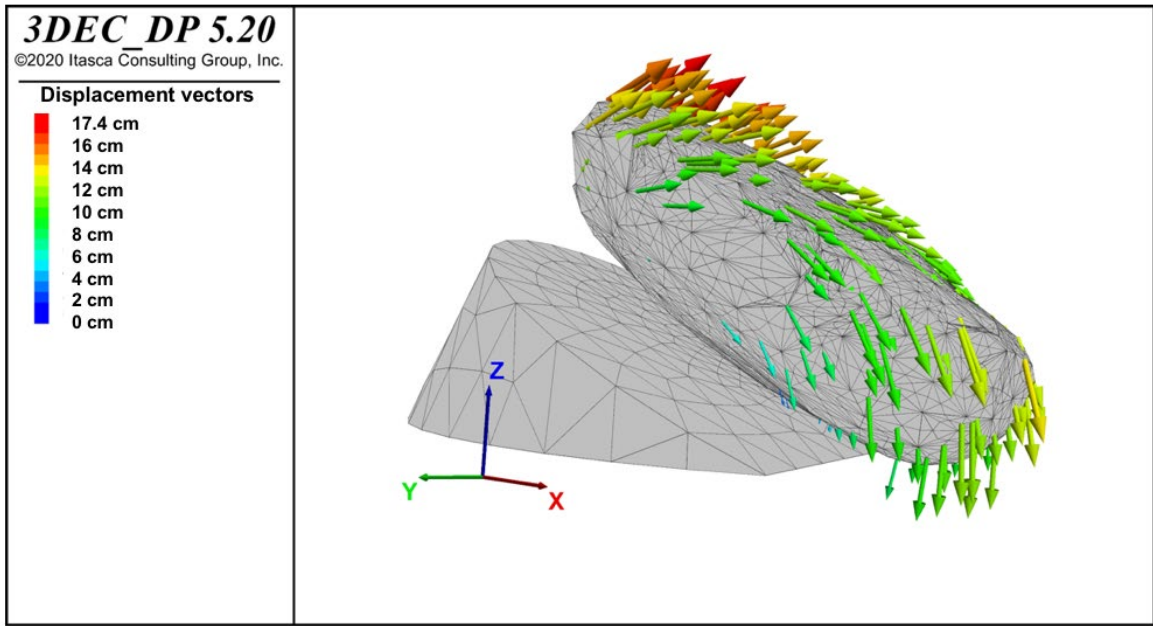 3DEC_DP 5.20
©2020 Itasca Consulting Group, Inc.
Displacement vectors
17.4 cm
16 cm
14 cm
12 cm
10 cm
8 cm
6 cm
4 cm
2 cm
0 cm
Z
Y
X